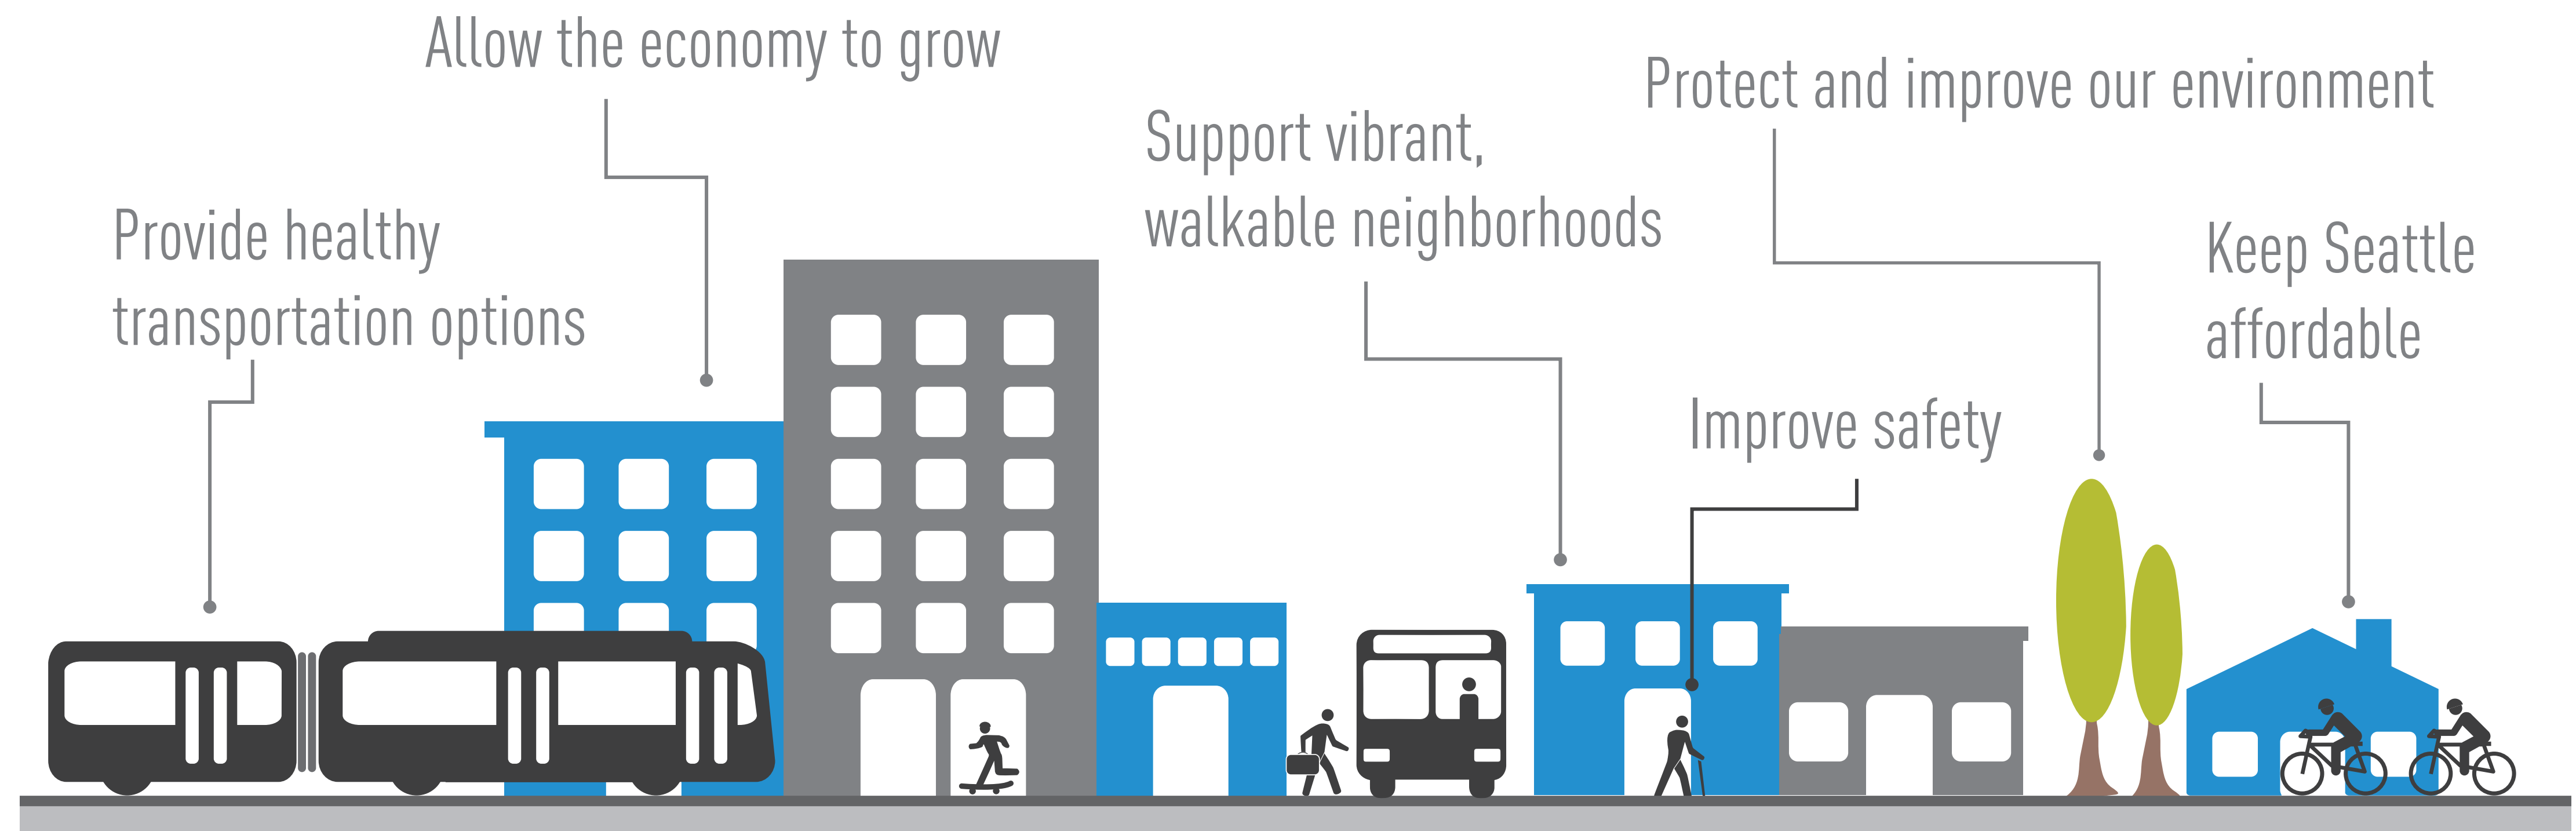 Allow the economy to grow
Protect and improve our environment
Support vibrant,
walkable neighborhoods
Provide healthy
transportation options
Keep Seattle
affordable
Improve safety